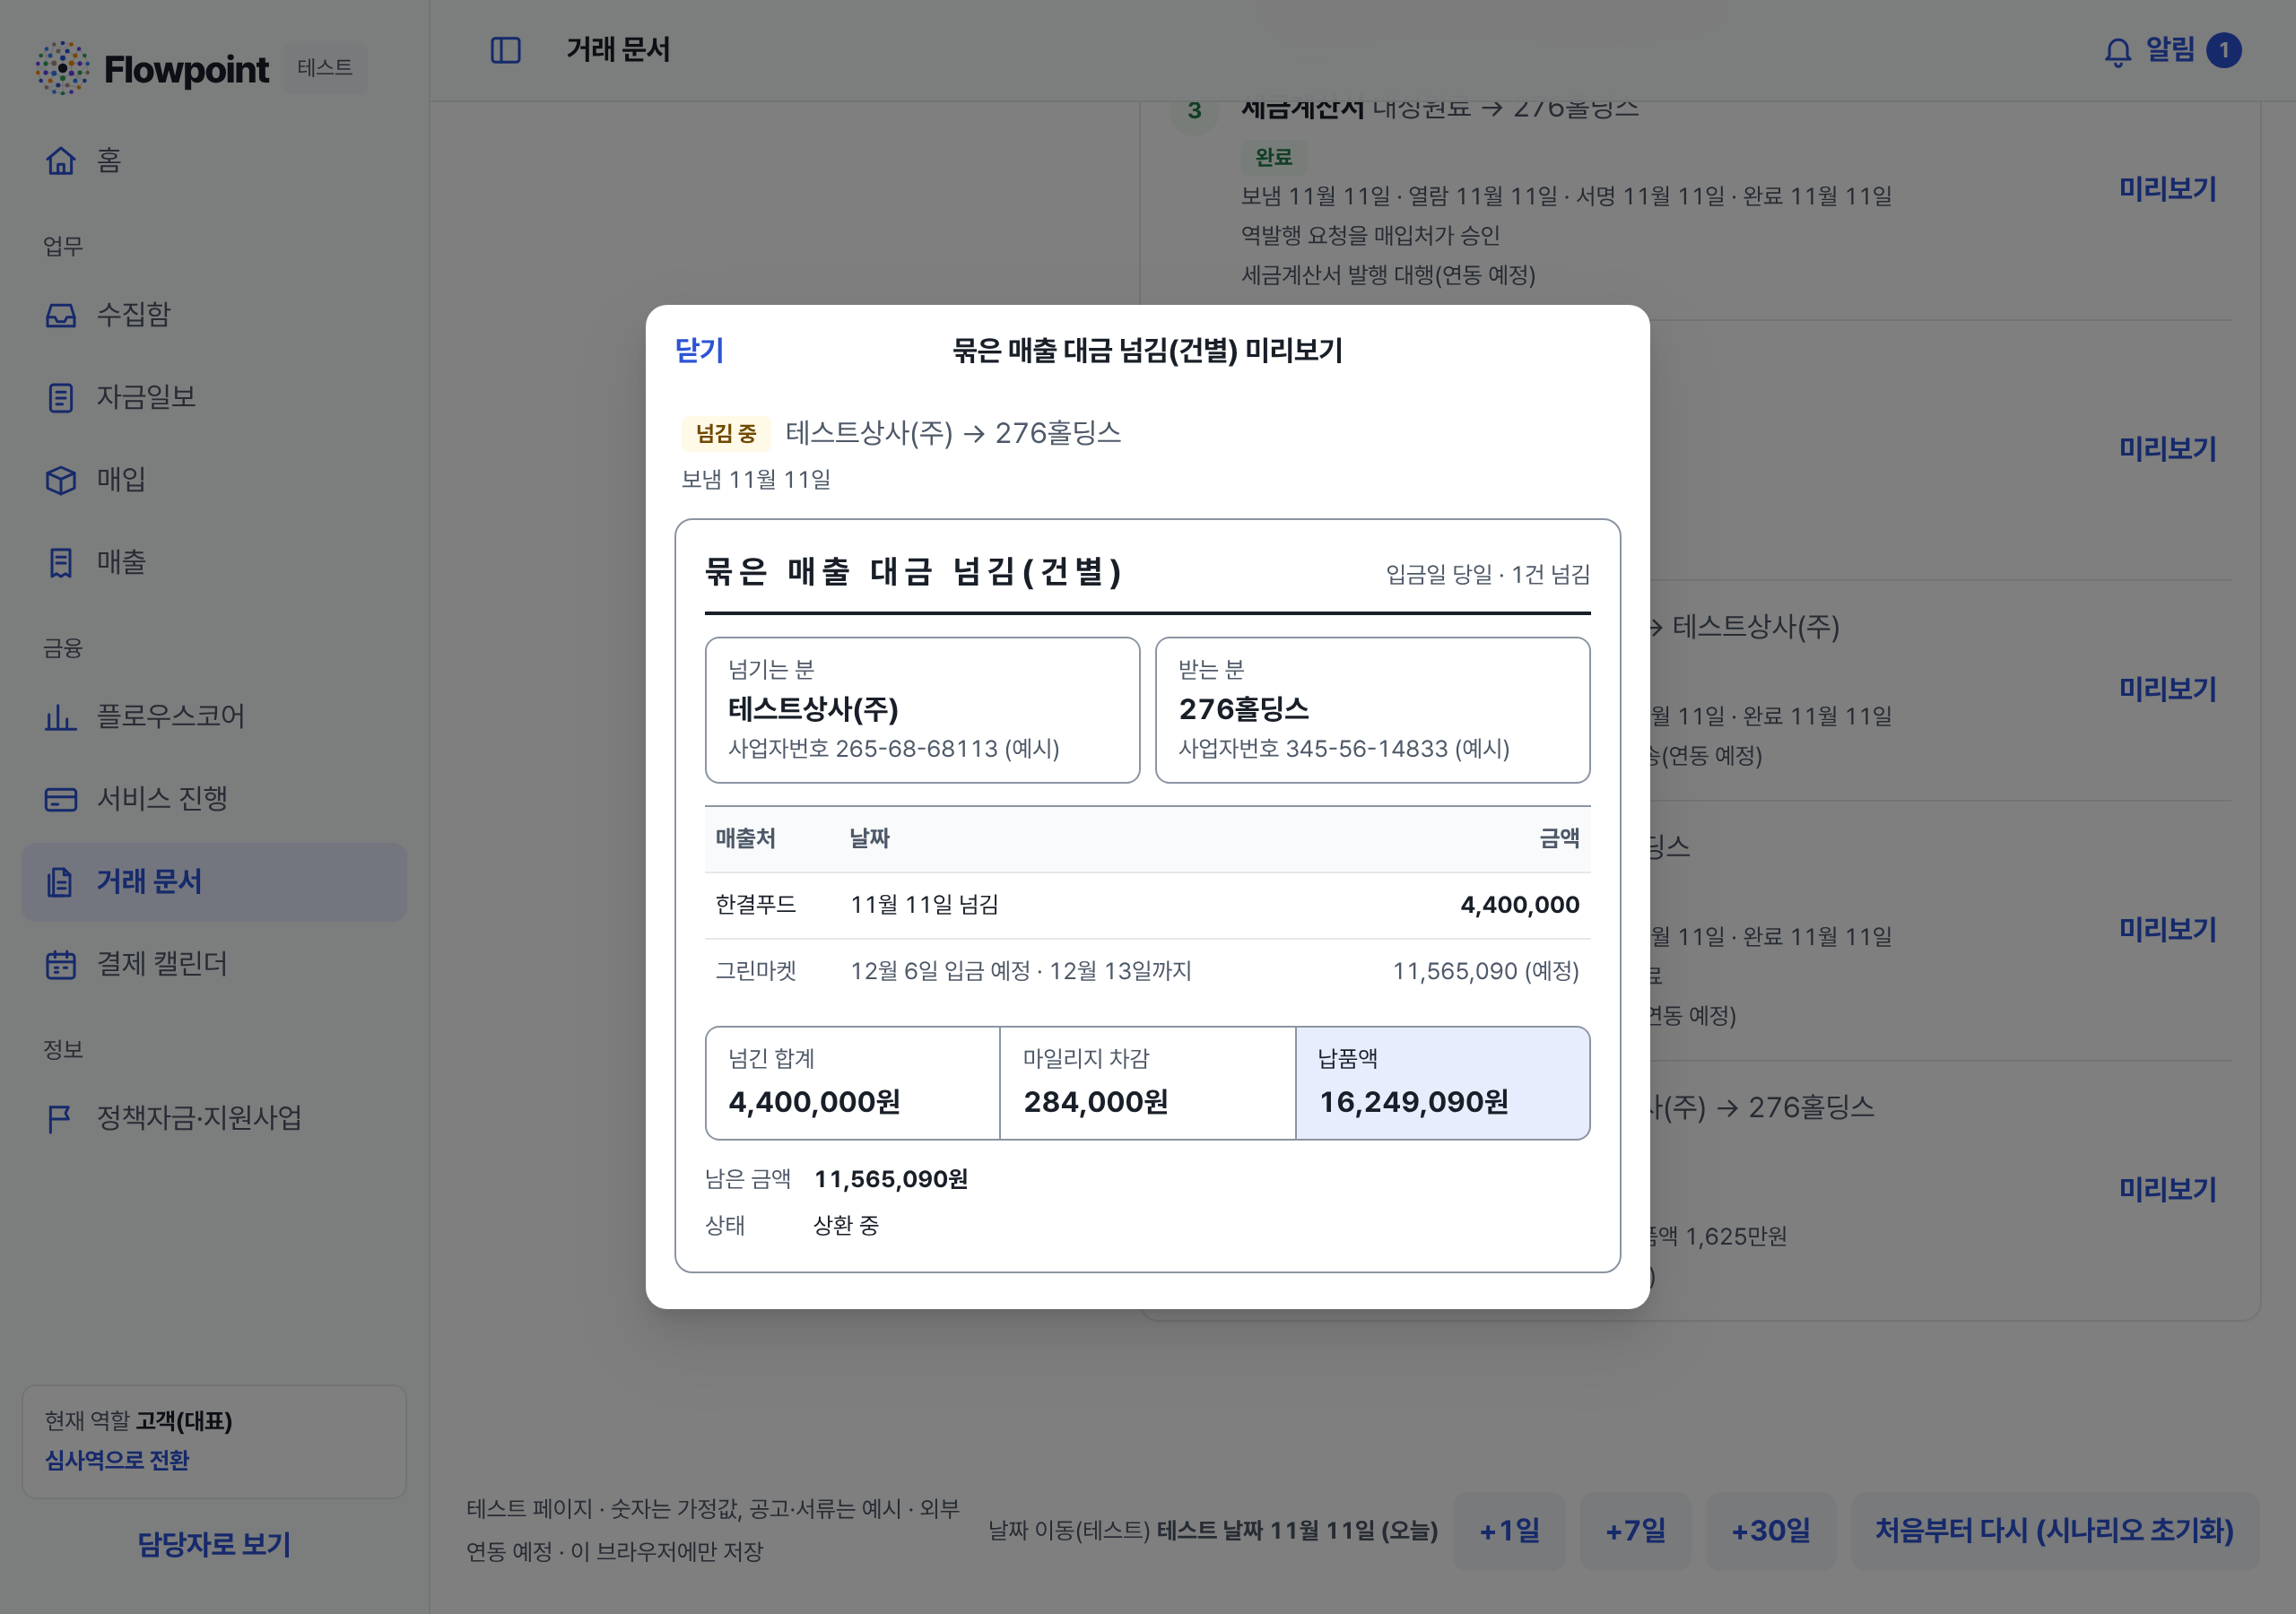 Flowpoint 테스트
홈
업무
수집함
자금일보
매입
매출
금융
플로우스코어
서비스 진행
거래 문서
결제 캘린더
정보
정책자금·지원사업
현재 역할 고객(대표)
심사역으로 전환
담당자로 보기
거래 문서
알림 1
3 세금계산서 대성원료 → 276홀딩스
완료
보냄 11월 11일 · 열람 11월 11일 · 서명 11월 11일 · 완료 11월 11일
미리보기
역발행 요청을 매입처가 승인
세금계산서 발행 대행(연동 예정)
닫기
묶은 매출 대금 넘김(건별) 미리보기
넘김 중 테스트상사(주) → 276홀딩스
보냄 11월 11일
묶은 매출 대금 넘김(건별)
입금일 당일 · 1건 넘김
넘기는 분
테스트상사(주)
사업자번호 265-68-68113 (예시)
받는 분
276홀딩스
사업자번호 345-56-14833 (예시)
매출처 날짜 금액
한결푸드 11월 11일 넘김 4,400,000
그린마켓 12월 6일 입금 예정 · 12월 13일까지 11,565,090 (예정)
넘긴 합계
4,400,000원
마일리지 차감
284,000원
납품액
16,249,090원
남은 금액 11,565,090원
상태 상환 중
미리보기
→ 테스트상사(주)
미리보기
월 11일 · 완료 11월 11일
(연동 예정)
딩스
미리보기
월 11일 · 완료 11월 11일
연동 예정)
(주) → 276홀딩스
미리보기
품액 1,625만원
)
테스트 페이지 · 숫자는 가정값, 공고·서류는 예시 · 외부
연동 예정 · 이 브라우저에만 저장
날짜 이동(테스트) 테스트 날짜 11월 11일 (오늘)
+1일
+7일
+30일
처음부터 다시 (시나리오 초기화)